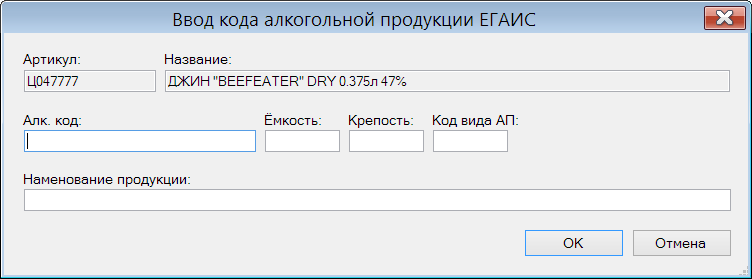 Ввод кода алкогольной продукции ЕГАИС
Артикул: Название:
Ц047777 ДЖИН "BEEFEATER" DRY 0.375л 47%
Алк. код: Ёмкость: Крепость: Код вида АП:
Наменование продукции:
OK Отмена